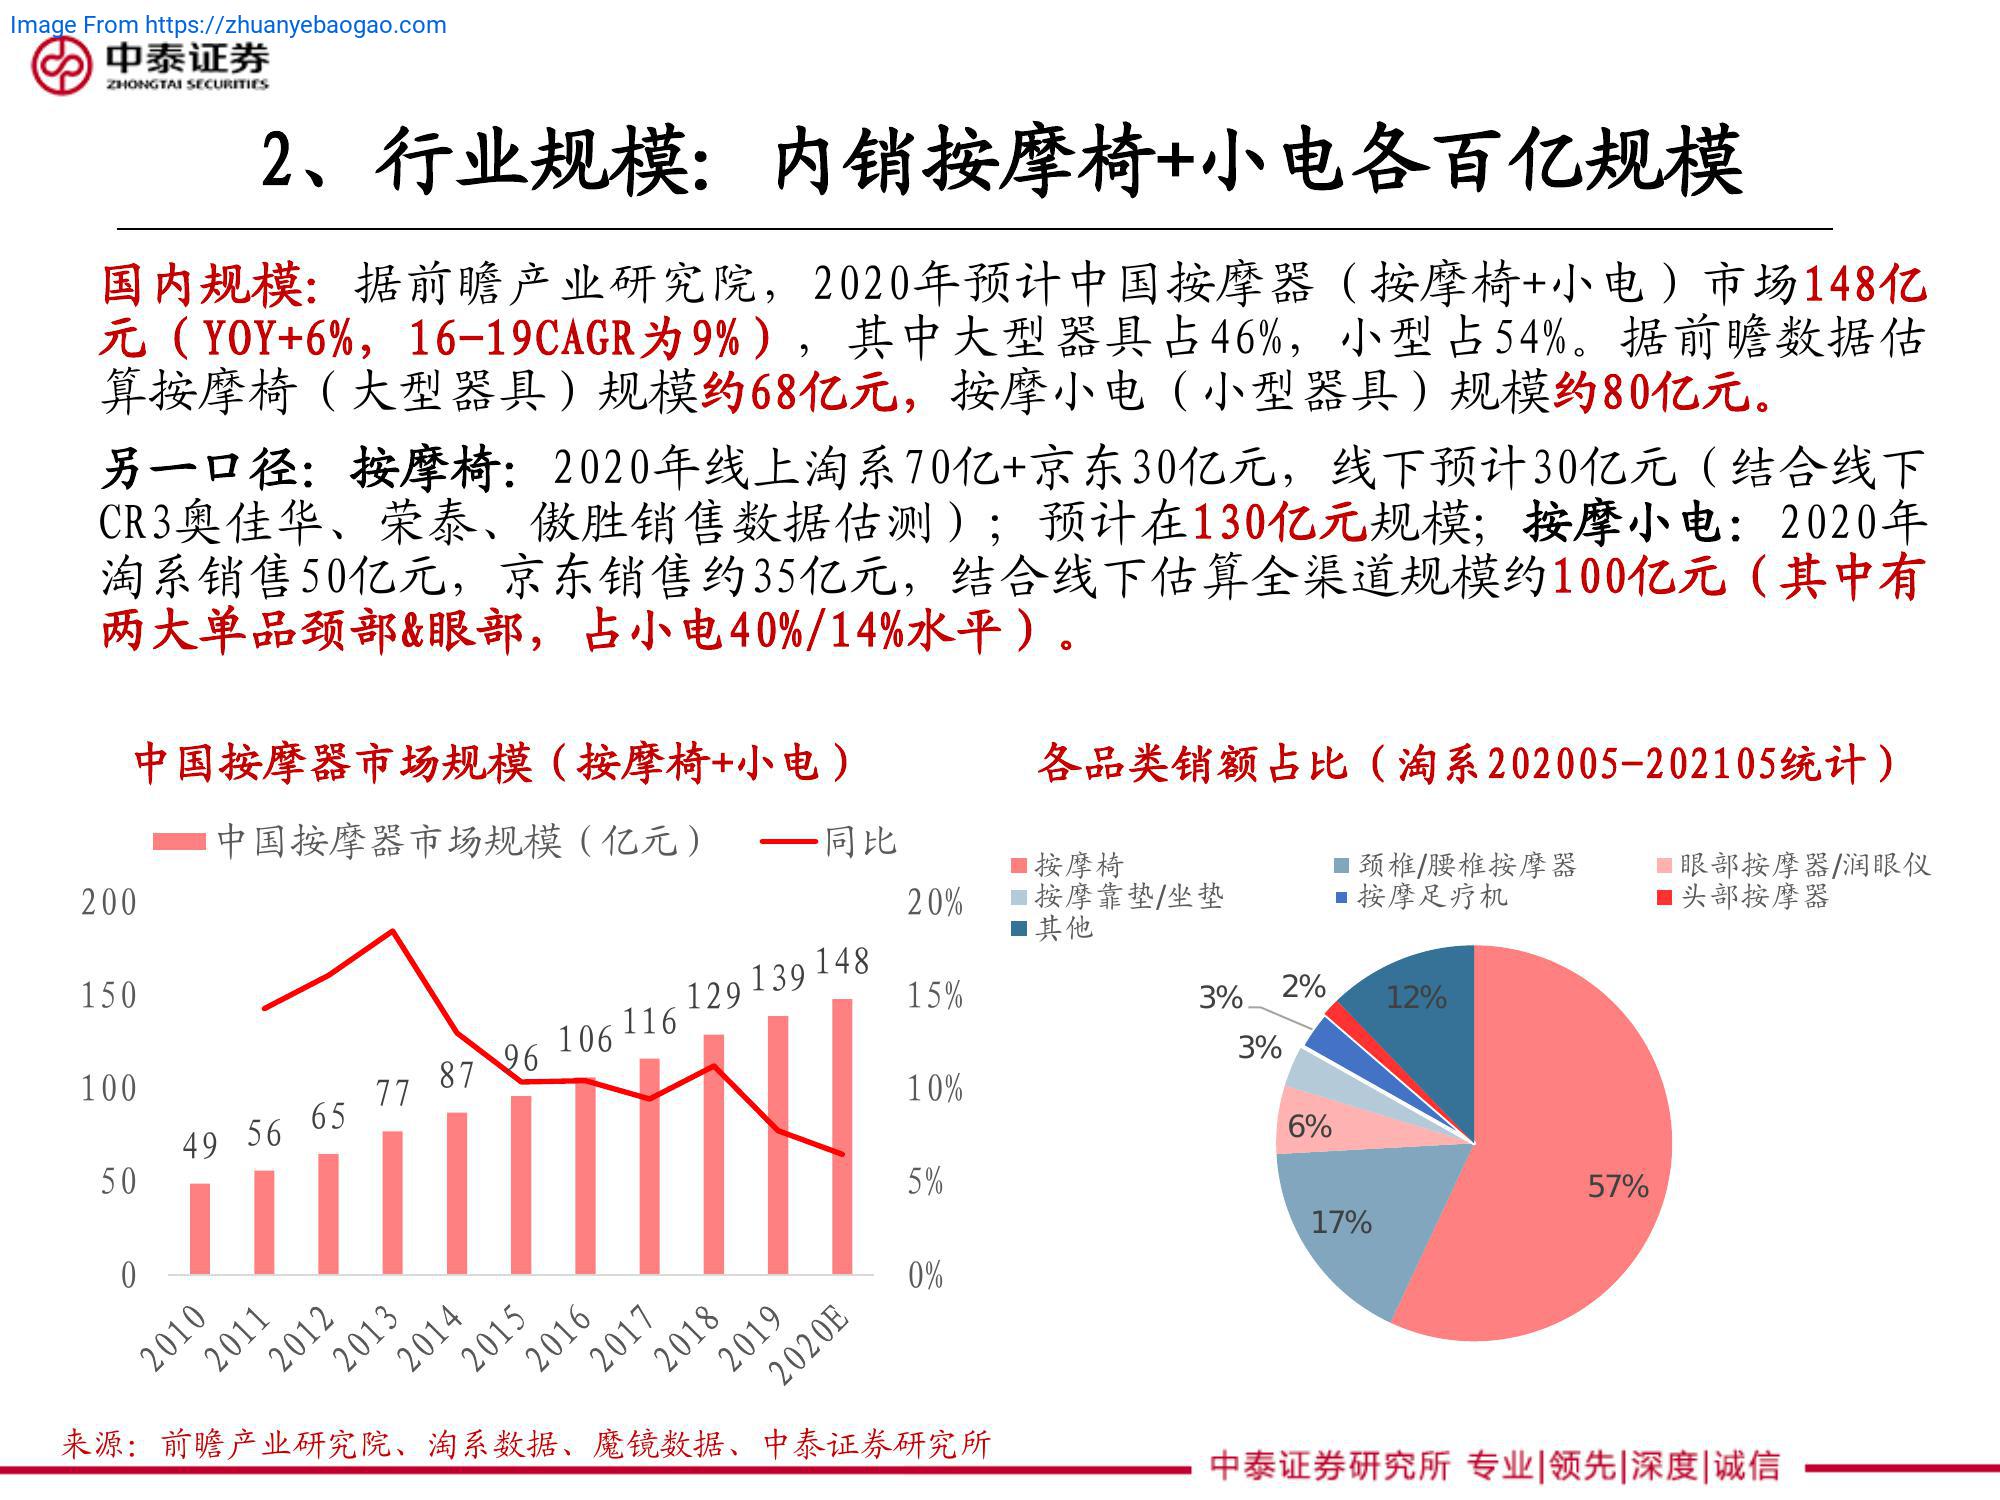 Image From https://zhuanyebaogao.com
中泰证券
ZHONGTAI SECURITIES
2、行业规模：内销按摩椅+小电各百亿规模
国内规模：据前瞻产业研究院，2020年预计中国按摩器（按摩椅+小电）市场148亿
元（YOY+6%，16-19CAGR为9%），其中大型器具占46%，小型占54%。据前瞻数据估
算按摩椅（大型器具）规模约68亿元，按摩小电（小型器具）规模约80亿元。
另一口径：按摩椅：2020年线上淘系70亿+京东30亿元，线下预计30亿元（结合线下
CR3奥佳华、荣泰、傲胜销售数据估测）；预计在130亿元规模；按摩小电：2020年
淘系销售50亿元，京东销售约35亿元，结合线下估算全渠道规模约100亿元（其中有
两大单品颈部&眼部，占小电40%/14%水平）。
中国按摩器市场规模（按摩椅+小电）
中国按摩器市场规模（亿元）
同比
200
150
100
50
0
20%
15%
10%
5%
0%
49
56
65
77
87
96
106
116
129
139
148
2010
2011
2012
2013
2014
2015
2016
2017
2018
2019
2020E
各品类销额占比（淘系202005-202105统计）
按摩椅
颈椎/腰椎按摩器
眼部按摩器/润眼仪
按摩靠垫/坐垫
按摩足疗机
头部按摩器
其他
57%
17%
6%
3%
3%
2%
12%
来源：前瞻产业研究院、淘系数据、魔镜数据、中泰证券研究所
中泰证券研究所 专业|领先|深度|诚信